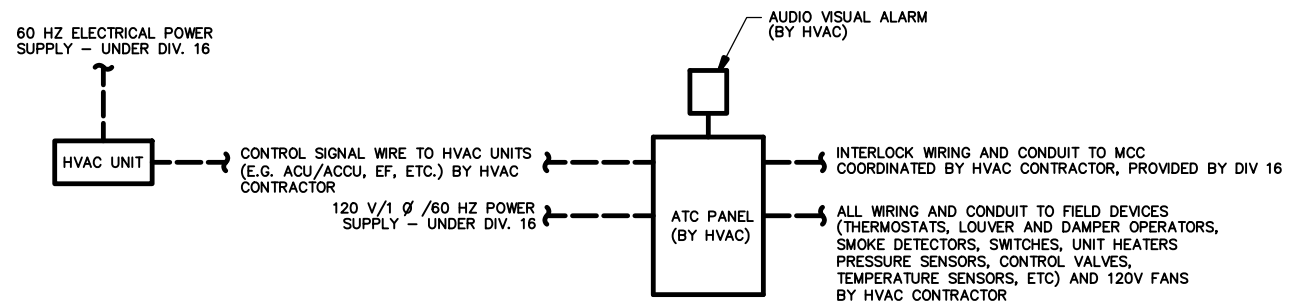 AUDIO VISUAL ALARM
(BY HVAC)
60 HZ ELECTRICAL POWER
SUPPLY – UNDER DIV. 16
HVAC UNIT
CONTROL SIGNAL WIRE TO HVAC UNITS
(E.G. ACU/ACCU, EF, ETC.) BY HVAC
CONTRACTOR
120 V/1 Ø /60 HZ POWER
SUPPLY – UNDER DIV. 16
ATC PANEL
(BY HVAC)
INTERLOCK WIRING AND CONDUIT TO MCC
COORDINATED BY HVAC CONTRACTOR, PROVIDED BY DIV 16
ALL WIRING AND CONDUIT TO FIELD DEVICES
(THERMOSTATS, LOUVER AND DAMPER OPERATORS,
SMOKE DETECTORS, SWITCHES, UNIT HEATERS
PRESSURE SENSORS, CONTROL VALVES,
TEMPERATURE SENSORS, ETC) AND 120V FANS
BY HVAC CONTRACTOR